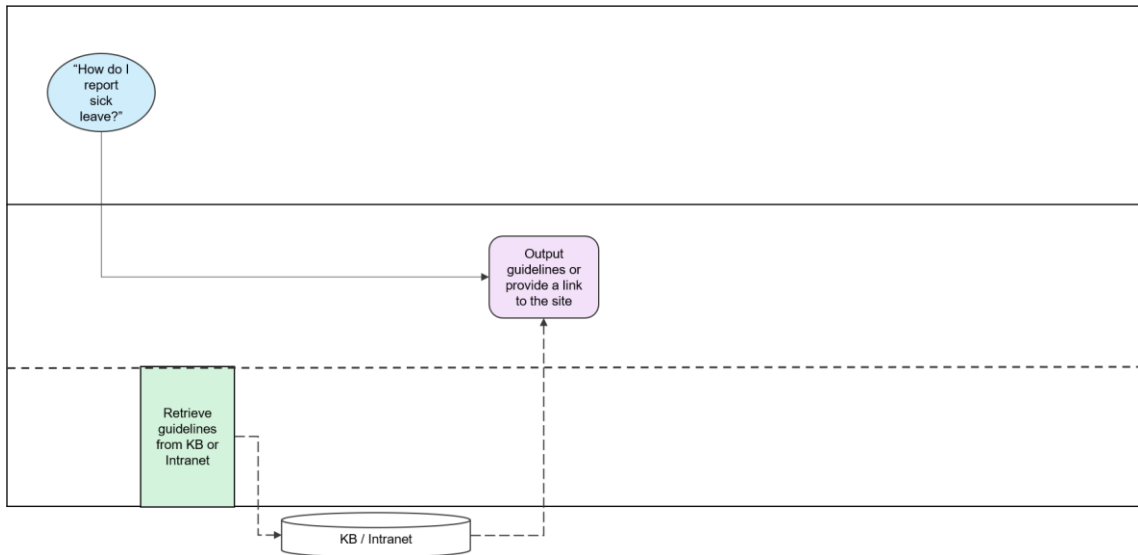 “How do I
report
sick
leave?”
Output
guidelines or
provide a link
to the site
Retrieve
guidelines
from KB or
Intranet
KB / Intranet